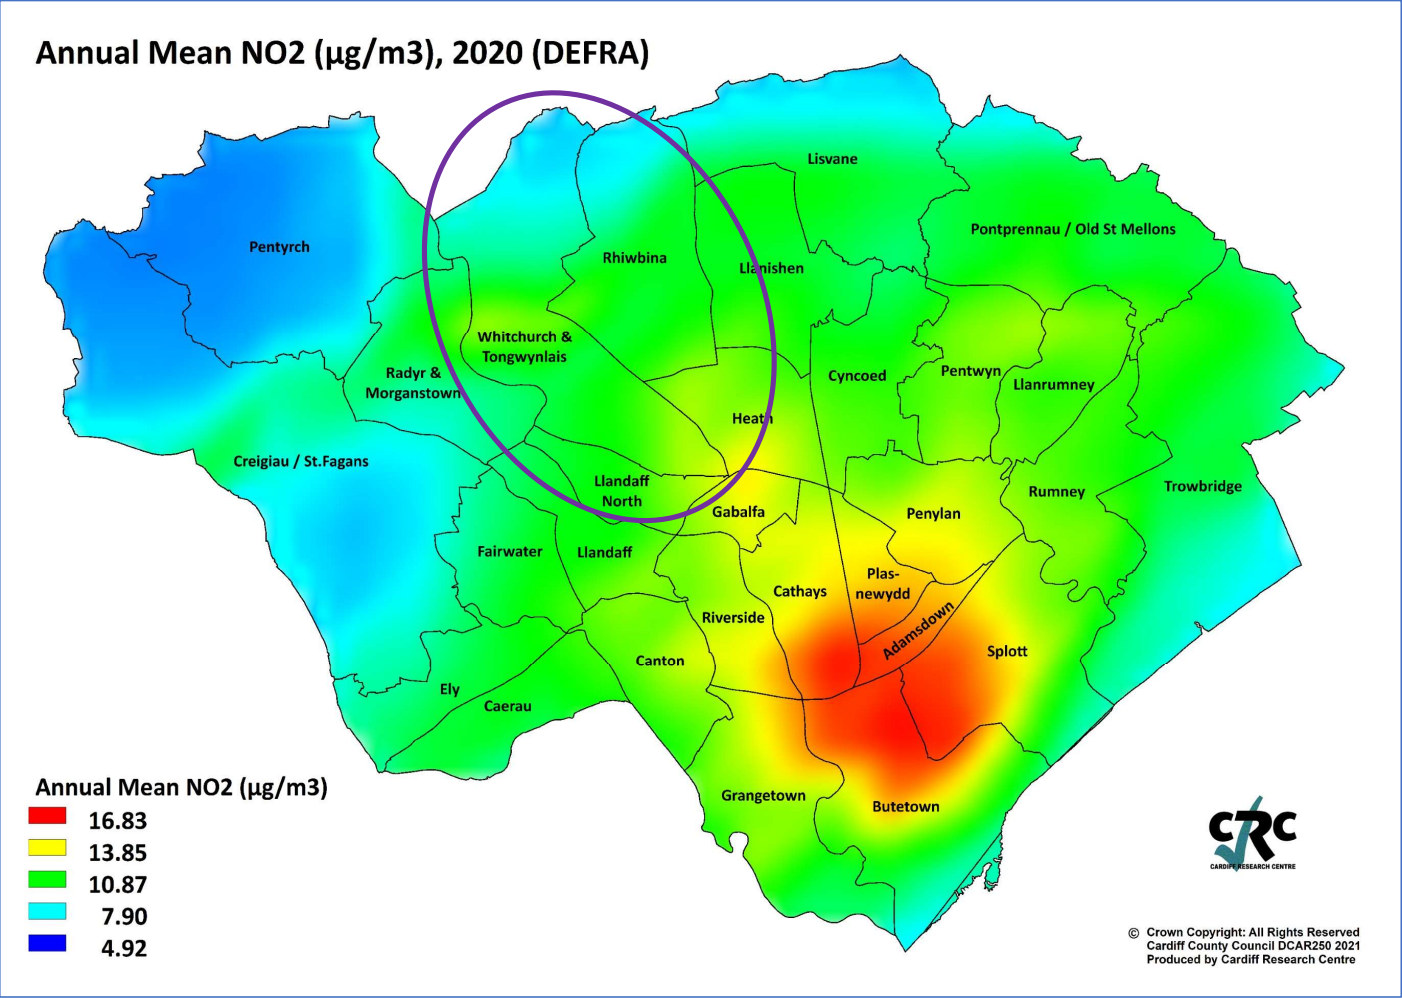 Annual Mean NO2 (µg/m3), 2020 (DEFRA)
Lisvane
Pontprennau / Old St Mellons
Pentyrch
Rhiwbina
Llanishen
Whitchurch &
Tongwynlais
Radyr &
Morganstown
Cyncoed
Pentwyn
Llanrumney
Heath
Creigiau / St.Fagans
Llandaff
North
Gabalfa
Penylan
Rumney
Trowbridge
Fairwater
Llandaff
Cathays
Plas-
newydd
Riverside
Adamsdown
Splott
Canton
Ely
Caerau
Grangetown
Butetown
Annual Mean NO2 (µg/m3)
16.83
13.85
10.87
7.90
4.92
CRC
CARDIFF RESEARCH CENTRE
© Crown Copyright: All Rights Reserved
Cardiff County Council DCAR250 2021
Produced by Cardiff Research Centre